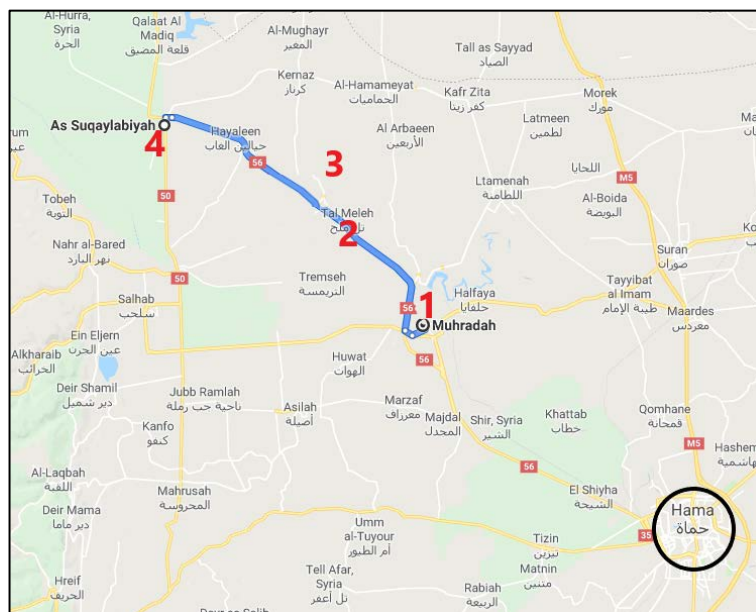 Al-Hurra,
Syria
الحرة
Qalaat Al
Madiq
قلعة المضيق
Al-Mughayr
المغير
Tall as Sayyad
الصياد
Kernaz
كرناز
Al-Hamameyat
الحماميات
Kafr Zita
كفر زيتا
Morek
مورك
As Suqaylabiyah
4
Hayaleen
حيالين الغاب
56
Al Arbaeen
الأربعين
Latmeen
لطمين
3
اللحايا
M5
50
Ltamenah
اللطامنة
Al-Boida
البويضة
Tobeh
التوبة
Tal Meleh
تل ملح
2
Nahr al-Bared
نهر البارد
50
Suran
صوران
Tremseh
التريمسة
Tayyibat
al Imam
طيبة الإمام
Salhab
سلحب
56
1
Halfaya
حلفايا
Muhradah
Maardes
معردس
Ein Eljern
عين الجرن
Alkharaib
الخرائب
Huwat
الهوات
56
Deir Shamil
دير شميل
Jubb Ramlah
ناحية جب رملة
Asilah
أصيلة
Marzaf
معرزاف
Majdal
المجدل
Shir, Syria
الشير
Khattab
خطاب
Qomhane
قمحانة
Kanfo
كنفو
M5
Al-Laqbah
اللقبة
Mahrusah
المحروسة
56
El Shiyha
الشيحة
Hashem
هاشمية
Hama
حماة
Deir Mama
دير ماما
Umm
al-Tuyour
أم الطيور
Tizin
تيزين
35
Matnin
متنين
Hreif
الحريف
Tell Afar,
Syria
تل أعفر
Rabiah
الربيعة